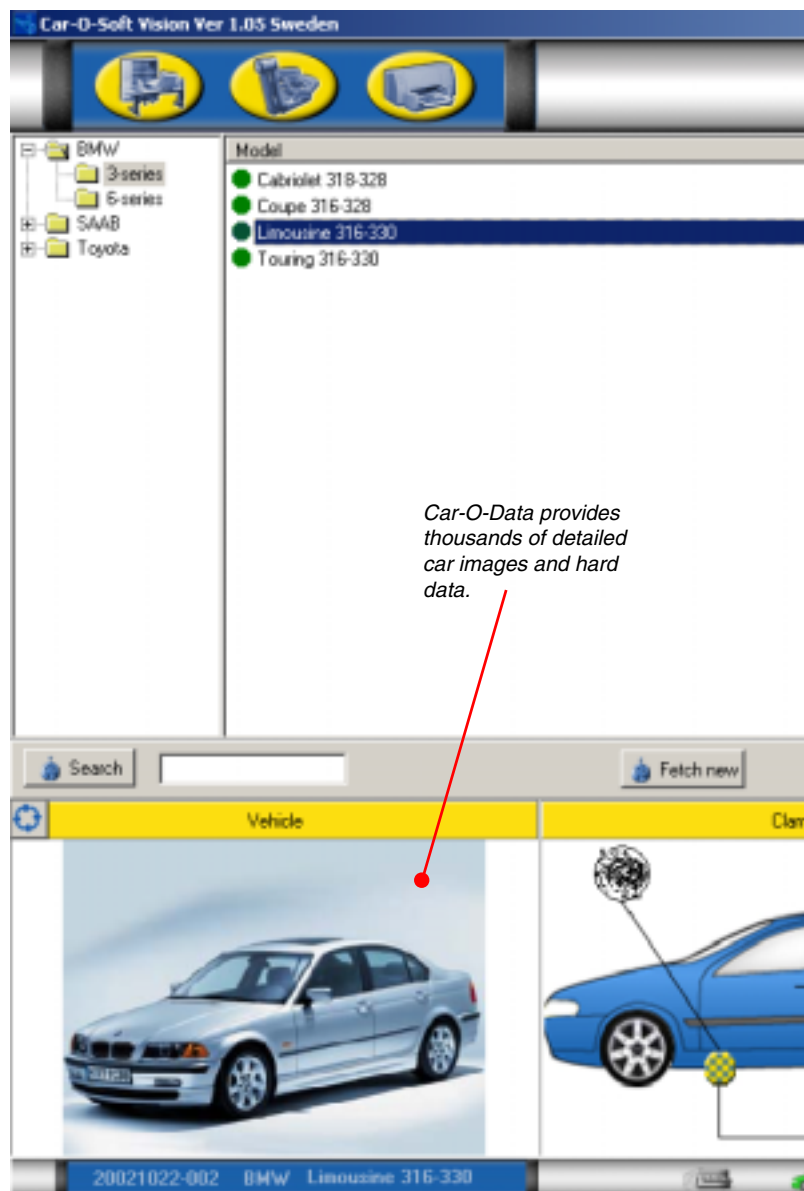 Car-O-Soft Vision Ver 1.05 Sweden
BMW
3-series
6-series
SAAB
Toyota
Model
Cabriolet 318-328
Coupe 316-328
Limousine 316-330
Touring 316-330
Car-O-Data provides
thousands of detailed
car images and hard
data.
Search
Fetch new
Vehicle
Clam
20021022-002 BMW Limousine 316-330